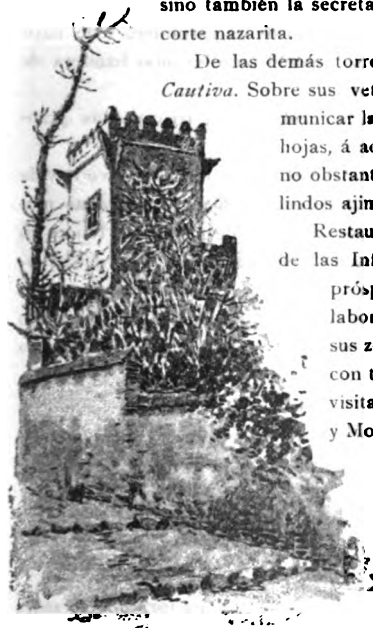 sino también la secreta
corte nazarita.
De las demás torre
Cautiva. Sobre sus vet
municar la
hojas, á ac
no obstant
lindos ajim
Restau
de las Inf
prósp
labor
sus z
con t
visita
y Mo